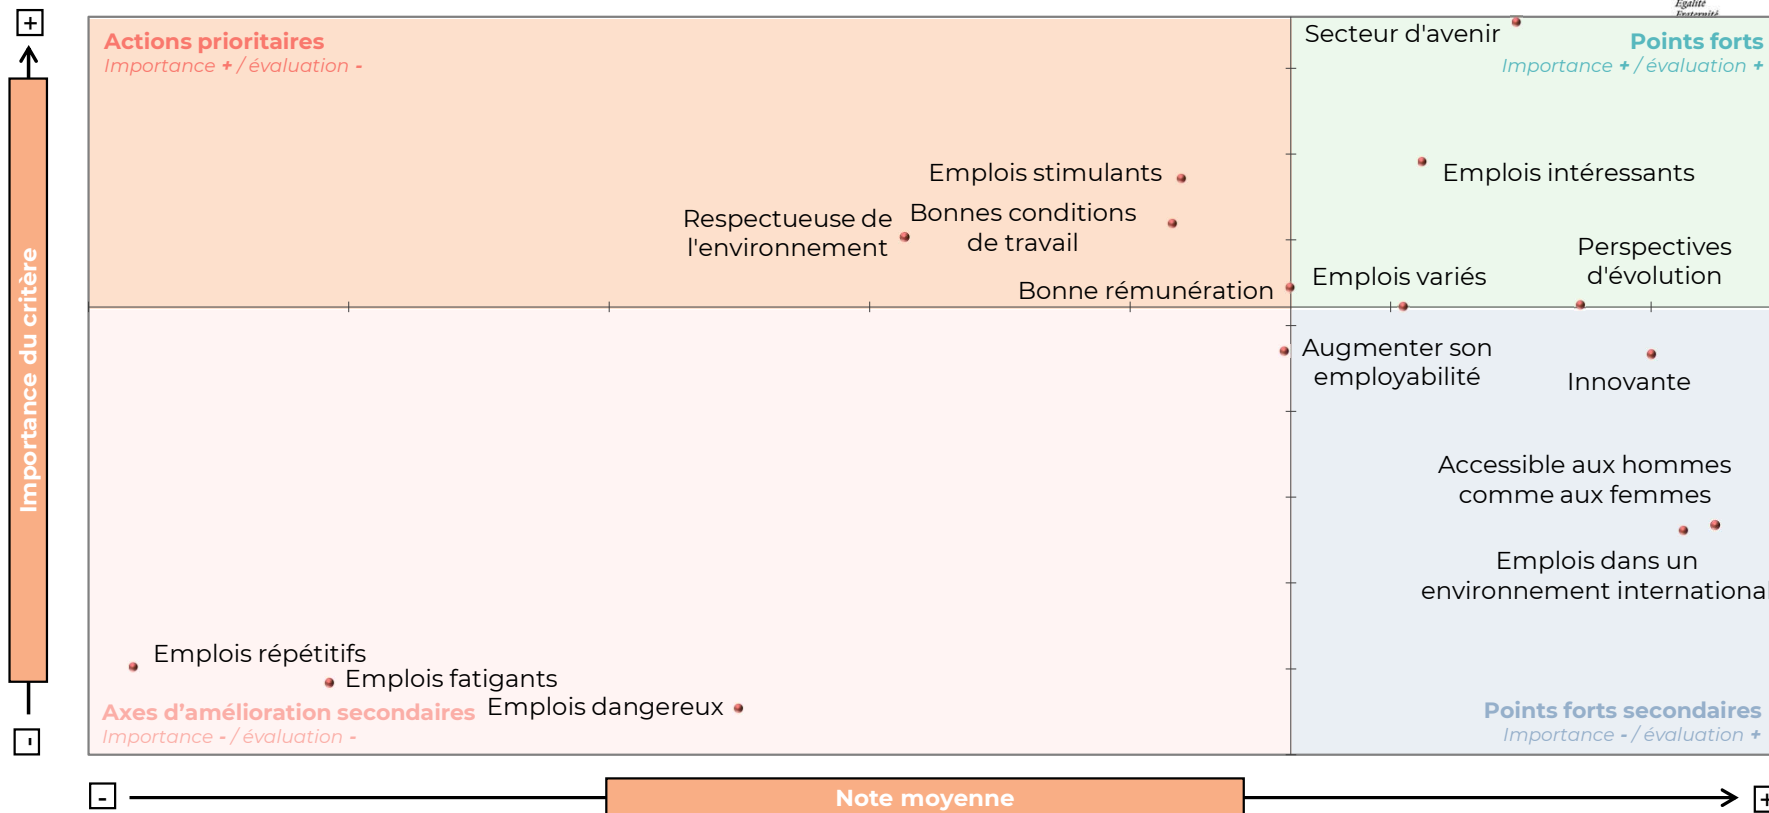 Égalité
Fraternité
+
Secteur d'avenir
Actions prioritaires
Importance + / évaluation -
Points forts
Importance + / évaluation +
Emplois stimulants
Emplois intéressants
Respectueuse de
l'environnement
Bonnes conditions
de travail
Perspectives
d'évolution
Emplois variés
Bonne rémunération
Importance du critère
Augmenter son
employabilité
Innovante
Accessible aux hommes
comme aux femmes
Emplois dans un
environnement international
Emplois répétitifs
Emplois fatigants
Emplois dangereux
Axes d’amélioration secondaires
Importance - / évaluation -
Points forts secondaires
Importance - / évaluation +
-
-
Note moyenne
+